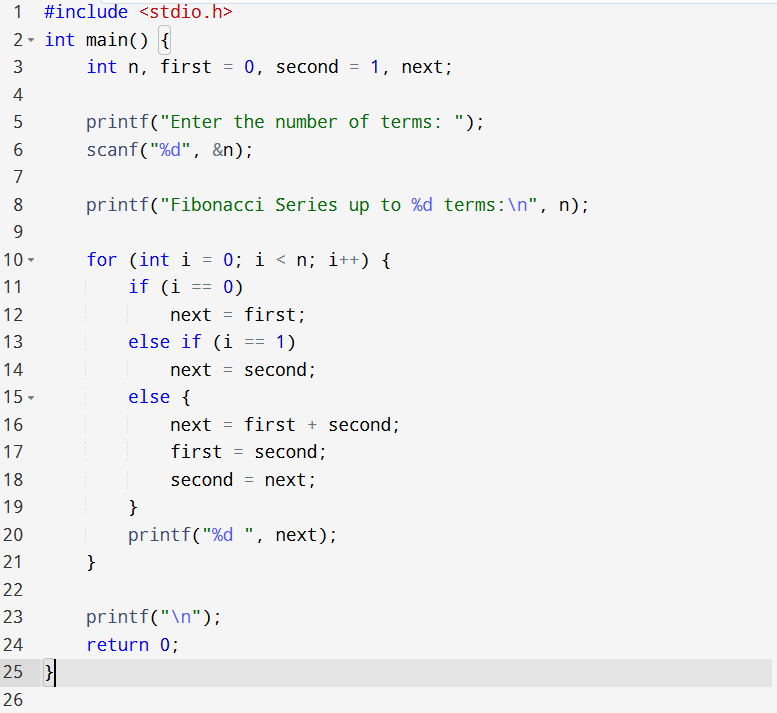 1 #include <stdio.h>
2 int main() {
3     int n, first = 0, second = 1, next;
4
5     printf("Enter the number of terms: ");
6     scanf("%d", &n);
7
8     printf("Fibonacci Series up to %d terms:\n", n);
9
10     for (int i = 0; i < n; i++) {
11         if (i == 0)
12             next = first;
13         else if (i == 1)
14             next = second;
15         else {
16             next = first + second;
17             first = second;
18             second = next;
19         }
20         printf("%d ", next);
21     }
22
23     printf("\n");
24     return 0;
25 }
26